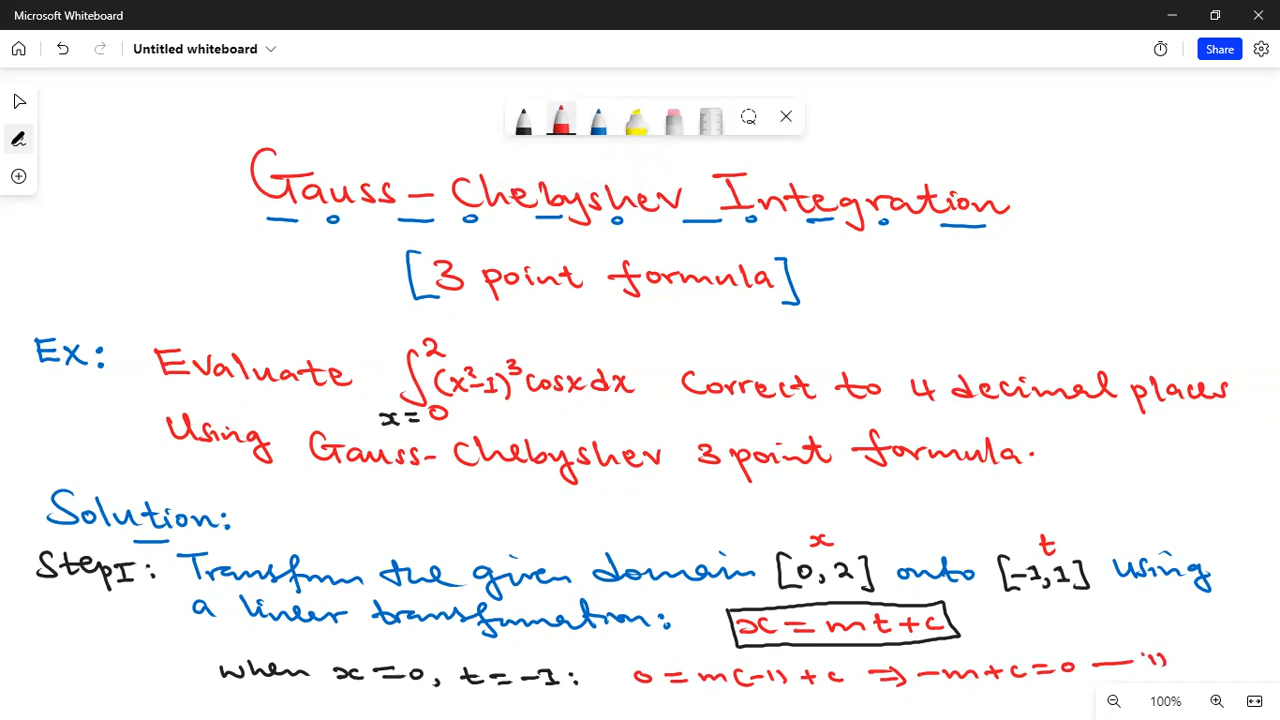 Microsoft Whiteboard
Untitled whiteboard
Share
Gauss-Chebyshev Integration
[3 point formula]
Ex: Evaluate ∫_{x=0}^{2} (x²-1)³ cosx dx Correct to 4 decimal places
Using Gauss-Chebyshev 3 point formula.
Solution:
Step I: Transform the given domain [0, 2] onto [-1, 1] using
x t
a linear transformation: x = mt + c
when x = 0, t = -1: 0 = m(-1) + c ⇒ -m + c = 0 — 1)
100%